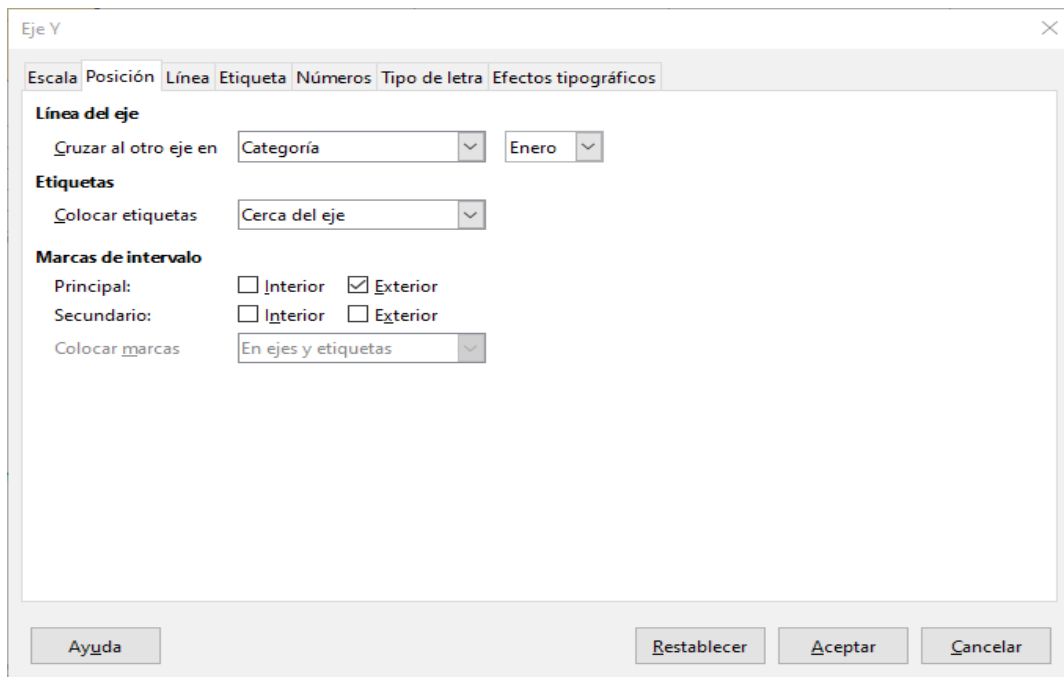 Eje Y
Escala Posición Línea Etiqueta Números Tipo de letra Efectos tipográficos
Línea del eje
Cruzar al otro eje en Categoría Enero
Etiquetas
Colocar etiquetas Cerca del eje
Marcas de intervalo
Principal: Interior Exterior
Secundario: Interior Exterior
Colocar marcas En ejes y etiquetas
Ayuda Restablecer Aceptar Cancelar